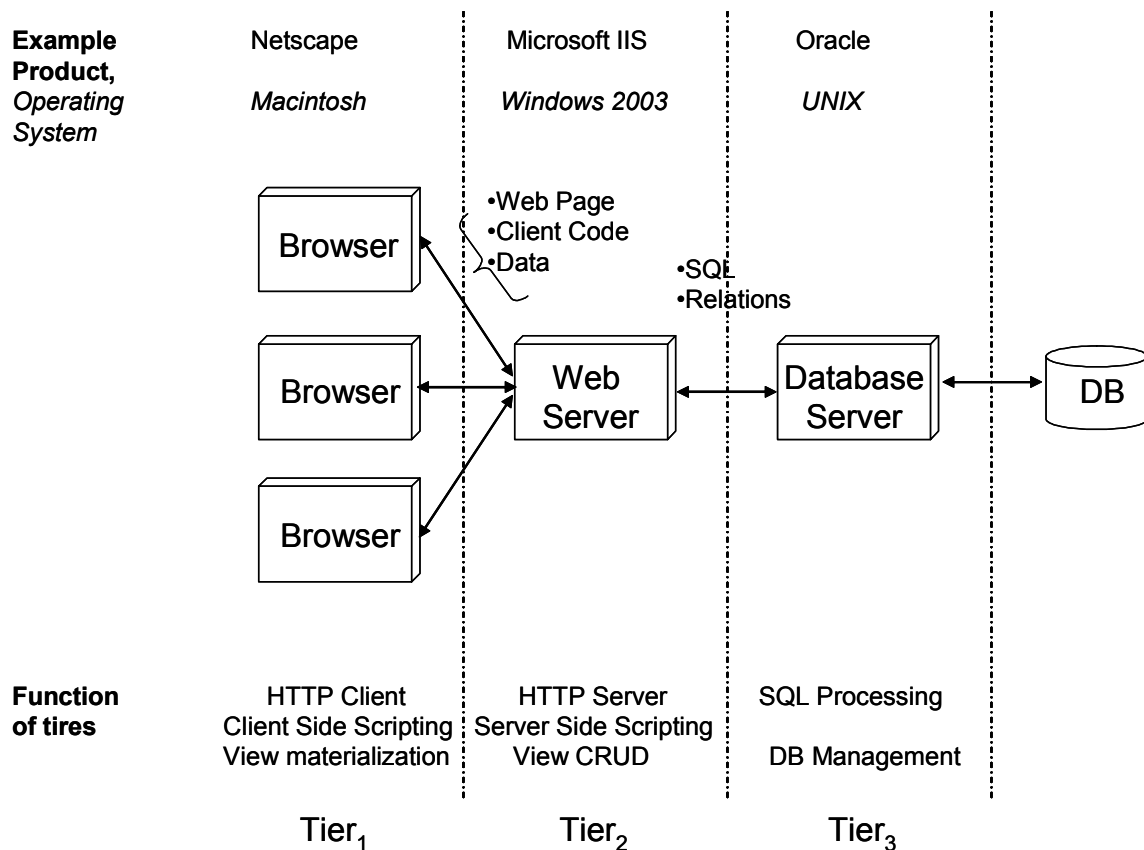 Example
Product,
Operating
System
Netscape
Macintosh
Microsoft IIS
Windows 2003
Oracle
UNIX
•Web Page
•Client Code
•Data
•SQL
•Relations
Browser
Browser
Browser
Web
Server
Database
Server
DB
Function
of tires
HTTP Client
Client Side Scripting
View materialization
HTTP Server
Server Side Scripting
View CRUD
SQL Processing
DB Management
Tier1
Tier2
Tier3